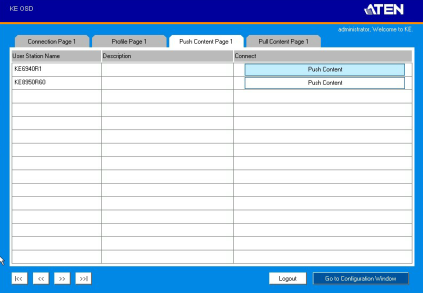 KE OSD
ATEN
administrator, Welcome to KE
Connection Page 1 Profile Page 1 Push Content Page 1 Pull Content Page 1
User Station Name Description Connect
KE6940R1 Push Content
KE8950R60 Push Content
|<< << >> >>| Logout Go to Configuration Window